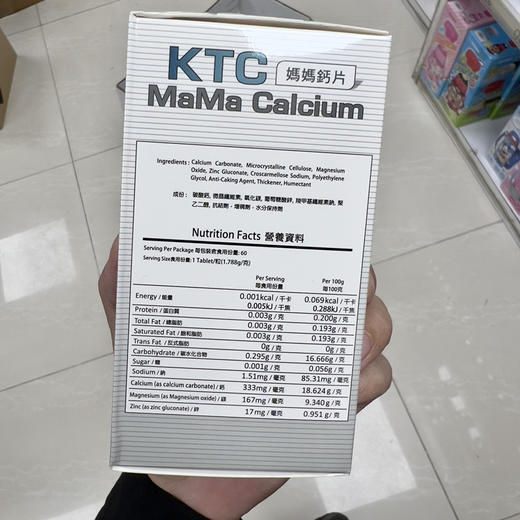 KTC 媽媽鈣片
MaMa Calcium
Ingredients : Calcium Carbonate, Microcrystalline Cellulose, Magnesium
Oxide, Zinc Gluconate, Croscarmellose Sodium, Polyethylene
Glycol, Anti-Caking Agent, Thickener, Humectant
成份 : 碳酸鈣, 微晶纖維素, 氧化鎂, 葡萄糖酸鋅, 羧甲基纖維素鈉, 聚
乙二醇, 抗結劑, 增稠劑, 水分保持劑
Nutrition Facts 營養資料
Serving Per Package 每包裝食用份量: 60
Serving Size食用份量: 1 Tablet/粒(1.788g/克)
Per Serving Per 100g
每食用份量 每100克
Energy / 能量 0.001kcal / 千卡 0.069kcal / 千卡
0.005kJ / 千焦 0.288kJ / 千焦
Protein / 蛋白質 0.003g / 克 0.200g / 克
Total Fat / 總脂肪 0.003g / 克 0.193g / 克
Saturated Fat / 飽和脂肪 0.003g / 克 0.193g / 克
Trans Fat / 反式脂肪 0g / 克 0g / 克
Carbohydrate / 碳水化合物 0.295g / 克 16.666g / 克
Sugar / 糖 0.001g / 克 0.056g / 克
Sodium / 鈉 1.51mg / 毫克 85.31mg / 毫克
Calcium (as calcium carbonate) / 鈣 333mg / 毫克 18.624 g / 克
Magnesium (as Magnesium oxide) / 鎂 167mg / 毫克 9.340 g / 克
Zinc (as zinc gluconate) / 鋅 17mg / 毫克 0.951 g / 克